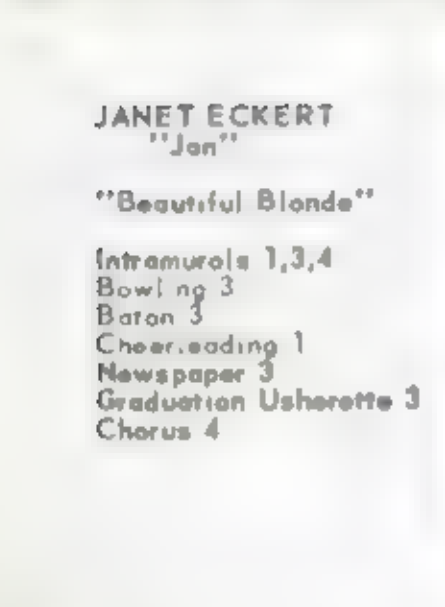 JANET ECKERT
"Jan"
"Beautiful Blonde"
Intramurals 1,3,4
Bowling 3
Baton 3
Cheerleading 1
Newspaper 3
Graduation Usherette 3
Chorus 4